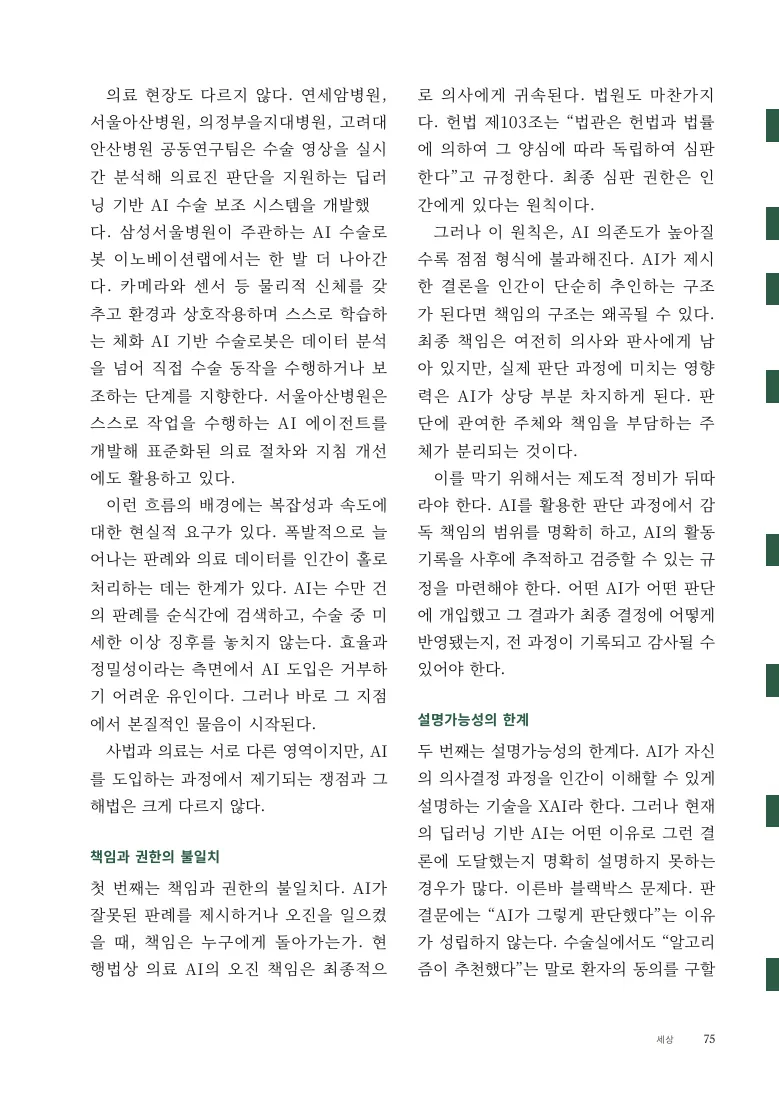 의료 현장도 다르지 않다. 연세암병원,
서울아산병원, 의정부을지대병원, 고려대
안산병원 공동연구팀은 수술 영상을 실시
간 분석해 의료진 판단을 지원하는 딥러
닝 기반 AI 수술 보조 시스템을 개발했
다. 삼성서울병원이 주관하는 AI 수술로
봇 이노베이션랩에서는 한 발 더 나아간
다. 카메라와 센서 등 물리적 신체를 갖
추고 환경과 상호작용하며 스스로 학습하
는 체화 AI 기반 수술로봇은 데이터 분석
을 넘어 직접 수술 동작을 수행하거나 보
조하는 단계를 지향한다. 서울아산병원은
스스로 작업을 수행하는 AI 에이전트를
개발해 표준화된 의료 절차와 지침 개선
에도 활용하고 있다.
이런 흐름의 배경에는 복잡성과 속도에
대한 현실적 요구가 있다. 폭발적으로 늘
어나는 판례와 의료 데이터를 인간이 홀로
처리하는 데는 한계가 있다. AI는 수만 건
의 판례를 순식간에 검색하고, 수술 중 미
세한 이상 징후를 놓치지 않는다. 효율과
정밀성이라는 측면에서 AI 도입은 거부하
기 어려운 유인이다. 그러나 바로 그 지점
에서 본질적인 물음이 시작된다.
사법과 의료는 서로 다른 영역이지만, AI
를 도입하는 과정에서 제기되는 쟁점과 그
해법은 크게 다르지 않다.
책임과 권한의 불일치
첫 번째는 책임과 권한의 불일치다. AI가
잘못된 판례를 제시하거나 오진을 일으켰
을 때, 책임은 누구에게 돌아가는가. 현
행법상 의료 AI의 오진 책임은 최종적으
로 의사에게 귀속된다. 법원도 마찬가지
다. 헌법 제103조는 “법관은 헌법과 법률
에 의하여 그 양심에 따라 독립하여 심판
한다”고 규정한다. 최종 심판 권한은 인
간에게 있다는 원칙이다.
그러나 이 원칙은, AI 의존도가 높아질
수록 점점 형식에 불과해진다. AI가 제시
한 결론을 인간이 단순히 추인하는 구조
가 된다면 책임의 구조는 왜곡될 수 있다.
최종 책임은 여전히 의사와 판사에게 남
아 있지만, 실제 판단 과정에 미치는 영향
력은 AI가 상당 부분 차지하게 된다. 판
단에 관여한 주체와 책임을 부담하는 주
체가 분리되는 것이다.
이를 막기 위해서는 제도적 정비가 뒤따
라야 한다. AI를 활용한 판단 과정에서 감
독 책임의 범위를 명확히 하고, AI의 활동
기록을 사후에 추적하고 검증할 수 있는 규
정을 마련해야 한다. 어떤 AI가 어떤 판단
에 개입했고 그 결과가 최종 결정에 어떻게
반영됐는지, 전 과정이 기록되고 감사될 수
있어야 한다.
설명가능성의 한계
두 번째는 설명가능성의 한계다. AI가 자신
의 의사결정 과정을 인간이 이해할 수 있게
설명하는 기술을 XAI라 한다. 그러나 현재
의 딥러닝 기반 AI는 어떤 이유로 그런 결
론에 도달했는지 명확히 설명하지 못하는
경우가 많다. 이른바 블랙박스 문제다. 판
결문에는 “AI가 그렇게 판단했다”는 이유
가 성립하지 않는다. 수술실에서도 “알고리
즘이 추천했다”는 말로 환자의 동의를 구할
세상 75